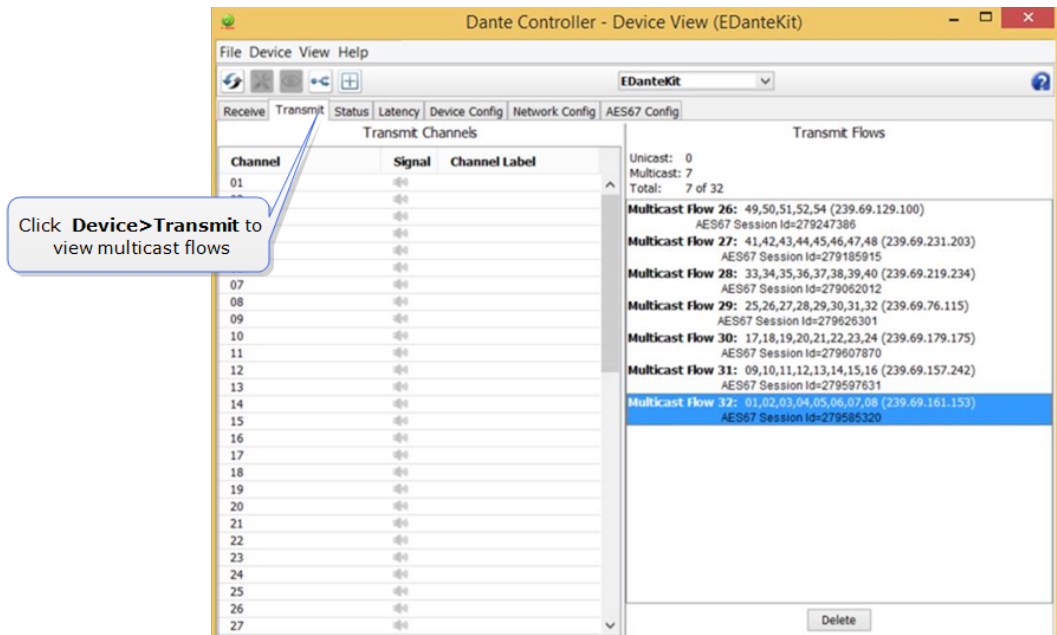 Dante Controller - Device View (EDanteKit)
File Device View Help
EDanteKit
Receive Transmit Status Latency Device Config Network Config AES67 Config
Transmit Channels
Channel Signal Channel Label
01
07
08
09
10
11
12
13
14
15
16
17
18
19
20
21
22
23
24
25
26
27
Click Device>Transmit to
view multicast flows
Transmit Flows
Unicast: 0
Multicast: 7
Total: 7 of 32
Multicast Flow 26: 49,50,51,52,54 (239.69.129.100)
AES67 Session Id=279247386
Multicast Flow 27: 41,42,43,44,45,46,47,48 (239.69.231.203)
AES67 Session Id=279185915
Multicast Flow 28: 33,34,35,36,37,38,39,40 (239.69.219.234)
AES67 Session Id=279062012
Multicast Flow 29: 25,26,27,28,29,30,31,32 (239.69.76.115)
AES67 Session Id=279626301
Multicast Flow 30: 17,18,19,20,21,22,23,24 (239.69.179.175)
AES67 Session Id=279607870
Multicast Flow 31: 09,10,11,12,13,14,15,16 (239.69.157.242)
AES67 Session Id=279597631
Multicast Flow 32: 01,02,03,04,05,06,07,08 (239.69.161.153)
AES67 Session Id=279585320
Delete